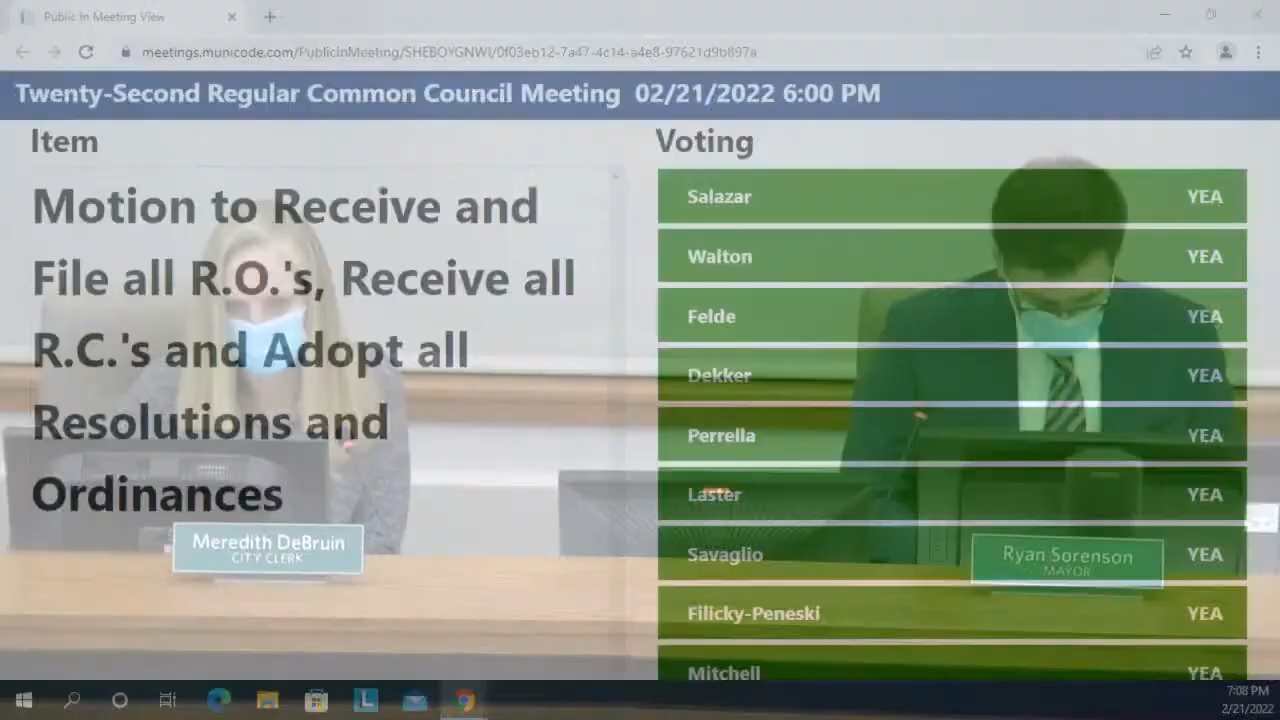 Public In Meeting View
meetings.municode.com/PublicInMeeting/SHEBOYGNWI/0f03eb12-7a47-4c14-a4e8-97621d9b897a
Twenty-Second Regular Common Council Meeting 02/21/2022 6:00 PM
Item
Motion to Receive and
File all R.O.'s, Receive all
R.C.'s and Adopt all
Resolutions and
Ordinances
Voting
Salazar YEA
Walton YEA
Felde YEA
Dekker YEA
Perrella YEA
Laster YEA
Savaglio YEA
Filicky-Peneski YEA
Mitchell YEA
Meredith DeBruin
CITY CLERK
Ryan Sorenson
MAYOR
L
7:08 PM
2/21/2022